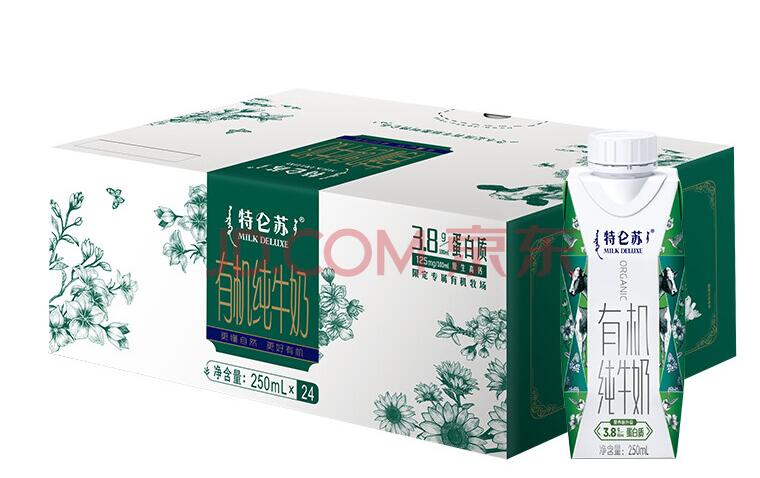 特仑苏®
MILK DELUXE
有机纯牛奶
更懂自然 更好有机
3.8g 蛋白质
125mg/100mL 原生高钙
限定专属有机牧场
净含量：250mL×24
JD.COM 京东
特仑苏
MILK DELUXE
ORGANIC
有机
纯牛奶
3.8g 蛋白质
净含量：250mL